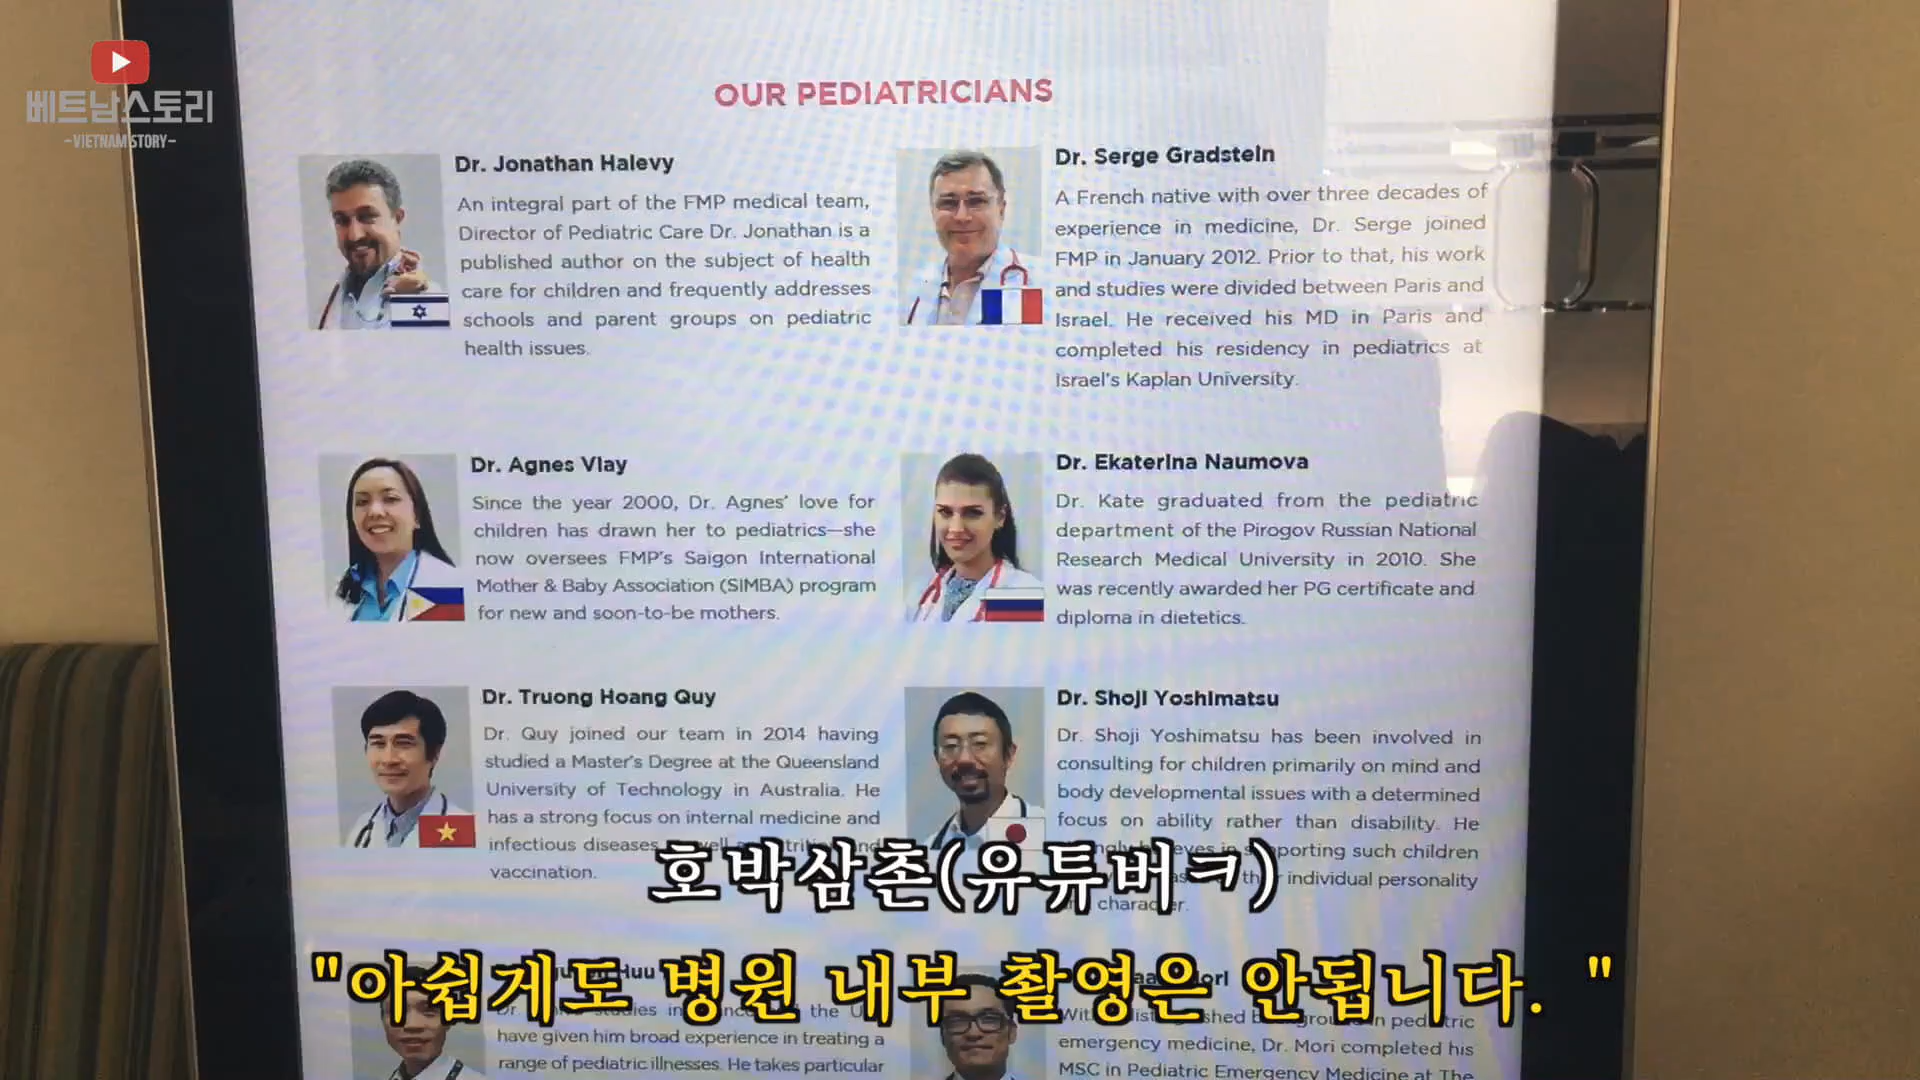 베트남스토리
-VIETNAM STORY-
OUR PEDIATRICIANS
Dr. Jonathan Halevy
An integral part of the FMP medical team,
Director of Pediatric Care Dr. Jonathan is a
published author on the subject of health
care for children and frequently addresses
schools and parent groups on pediatric
health issues.
Dr. Serge Gradstein
A French native with over three decades of
experience in medicine, Dr. Serge joined
FMP in January 2012. Prior to that, his work
and studies were divided between Paris and
Israel. He received his MD in Paris and
completed his residency in pediatrics at
Israel's Kaplan University.
Dr. Agnes Vlay
Since the year 2000, Dr. Agnes' love for
children has drawn her to pediatrics—she
now oversees FMP's Saigon International
Mother & Baby Association (SIMBA) program
for new and soon-to-be mothers.
Dr. Ekaterina Naumova
Dr. Kate graduated from the pediatric
department of the Pirogov Russian National
Research Medical University in 2010. She
was recently awarded her PG certificate and
diploma in dietetics.
Dr. Truong Hoang Quy
Dr. Quy joined our team in 2014 having
studied a Master's Degree at the Queensland
University of Technology in Australia. He
has a strong focus on internal medicine and
infectious diseases
vaccination.
Dr. Shoji Yoshimatsu
Dr. Shoji Yoshimatsu has been involved in
consulting for children primarily on mind and
body developmental issues with a determined
focus on ability rather than disability. He
such children
individual personality
호박삼촌(유튜버ㅋ)
"아쉽게도 병원 내부 촬영은 안됩니다. "
Huu
Dr the
have given him broad experience in treating a
range of pediatric illnesses. He takes particular
in pediatric
emergency medicine, Dr. Mori completed his
MSC in Pediatric Emergency Medicine at The